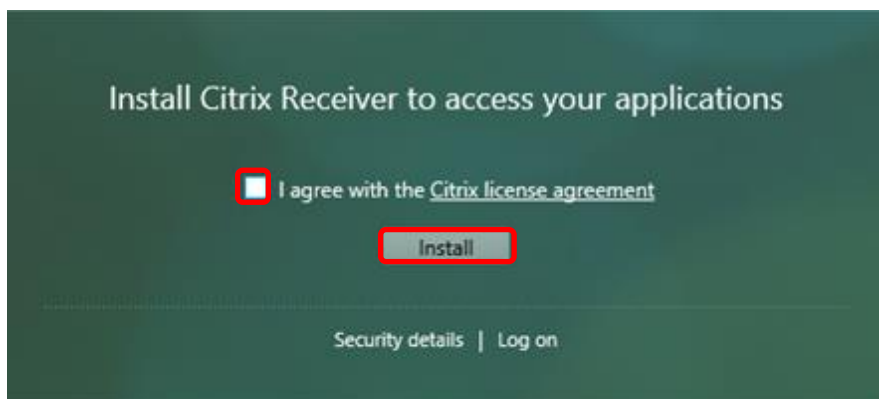 Install Citrix Receiver to access your applications
I agree with the Citrix license agreement
Install
Security details | Log on